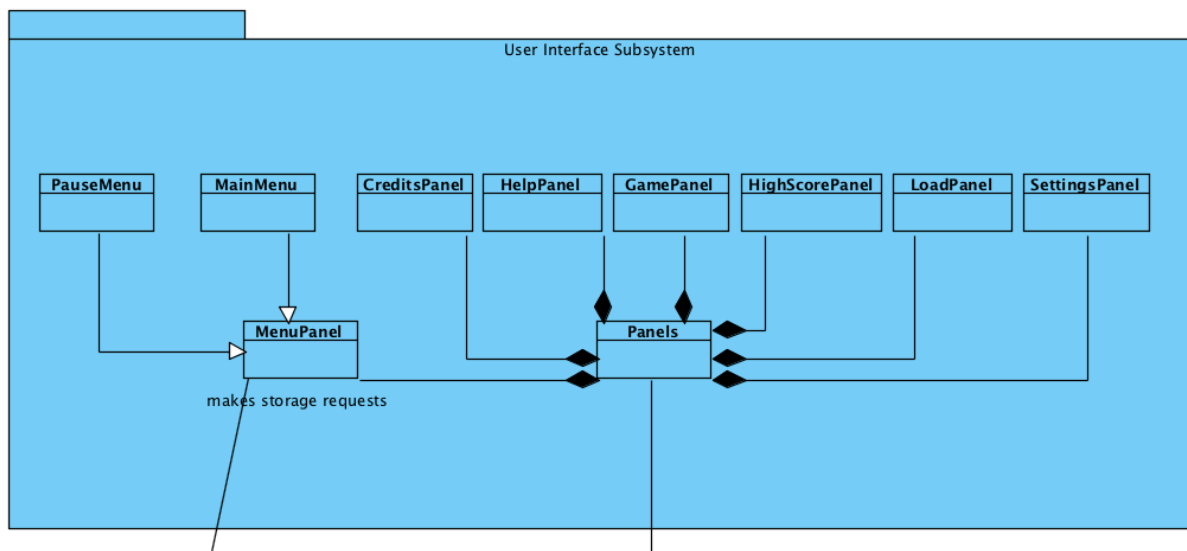 User Interface Subsystem
PauseMenu
MainMenu
CreditsPanel
HelpPanel
GamePanel
HighScorePanel
LoadPanel
SettingsPanel
MenuPanel
Panels
makes storage requests